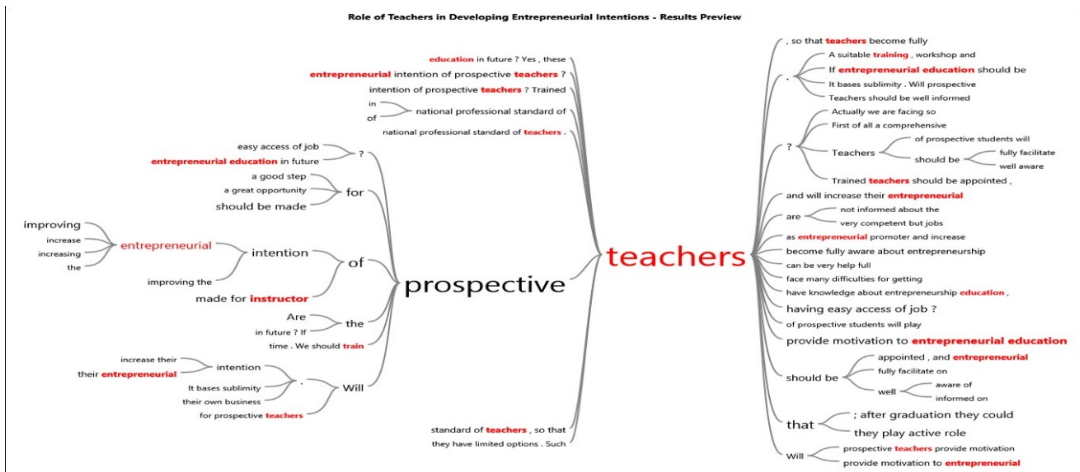 Role of Teachers in Developing Entrepreneurial Intentions - Results Preview
education in future ? Yes , these
entrepreneurial intention of prospective teachers ?
intention of prospective teachers ? Trained
in
of
national professional standard of
national professional standard of teachers .
easy access of job
entrepreneurial education in future
?
a good step
a great opportunity
should be made
for
improving
increase
increasing
the
entrepreneurial
improving the
intention
made for instructor
of
Are
in future ? If
the
time . We should train
increase their
their entrepreneurial
intention
It bases sublimity
their own business
.
for prospective teachers
Will
prospective
standard of teachers , so that
they have limited options . Such
teachers
, so that teachers become fully
.
A suitable training , workshop and
If entrepreneurial education should be
It bases sublimity . Will prospective
Teachers should be well informed
?
Actually we are facing so
First of all a comprehensive
Teachers
of prospective students will
should be
fully facilitate
well aware
Trained teachers should be appointed ,
and will increase their entrepreneurial
are
not informed about the
very competent but jobs
as entrepreneurial promoter and increase
become fully aware about entrepreneurship
can be very help full
face many difficulties for getting
have knowledge about entrepreneurship education ,
having easy access of job ?
of prospective students will play
provide motivation to entrepreneurial education
should be
appointed , and entrepreneurial
fully facilitate on
well
aware of
informed on
that
; after graduation they could
they play active role
Will
prospective teachers provide motivation
provide motivation to entrepreneurial